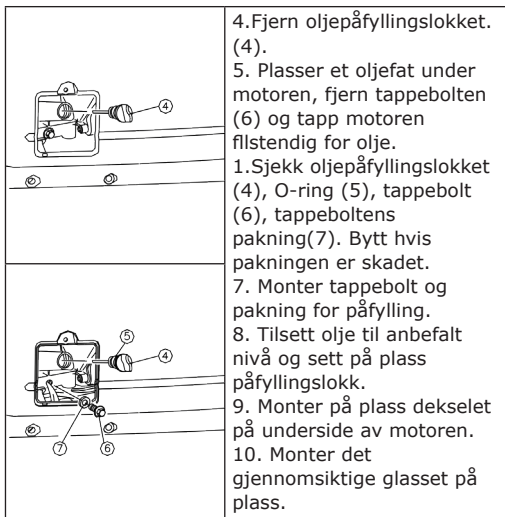 4.Fjern oljepåfyllingslokket.
(4).
5. Plasser et oljefat under
motoren, fjern tappebolten
(6) og tapp motoren
fllstendig for olje.
1.Sjekk oljepåfyllingslokket
(4), O-ring (5), tappebolt
(6), tappeboltens
pakning(7). Bytt hvis
pakningen er skadet.
7. Monter tappebolt og
pakning for påfylling.
8. Tilsett olje til anbefalt
nivå og sett på plass
påfyllingslokk.
9. Monter på plass dekselet
på underside av motoren.
10. Monter det
gjennomsiktige glasset på
plass.
4
5
4
7
6